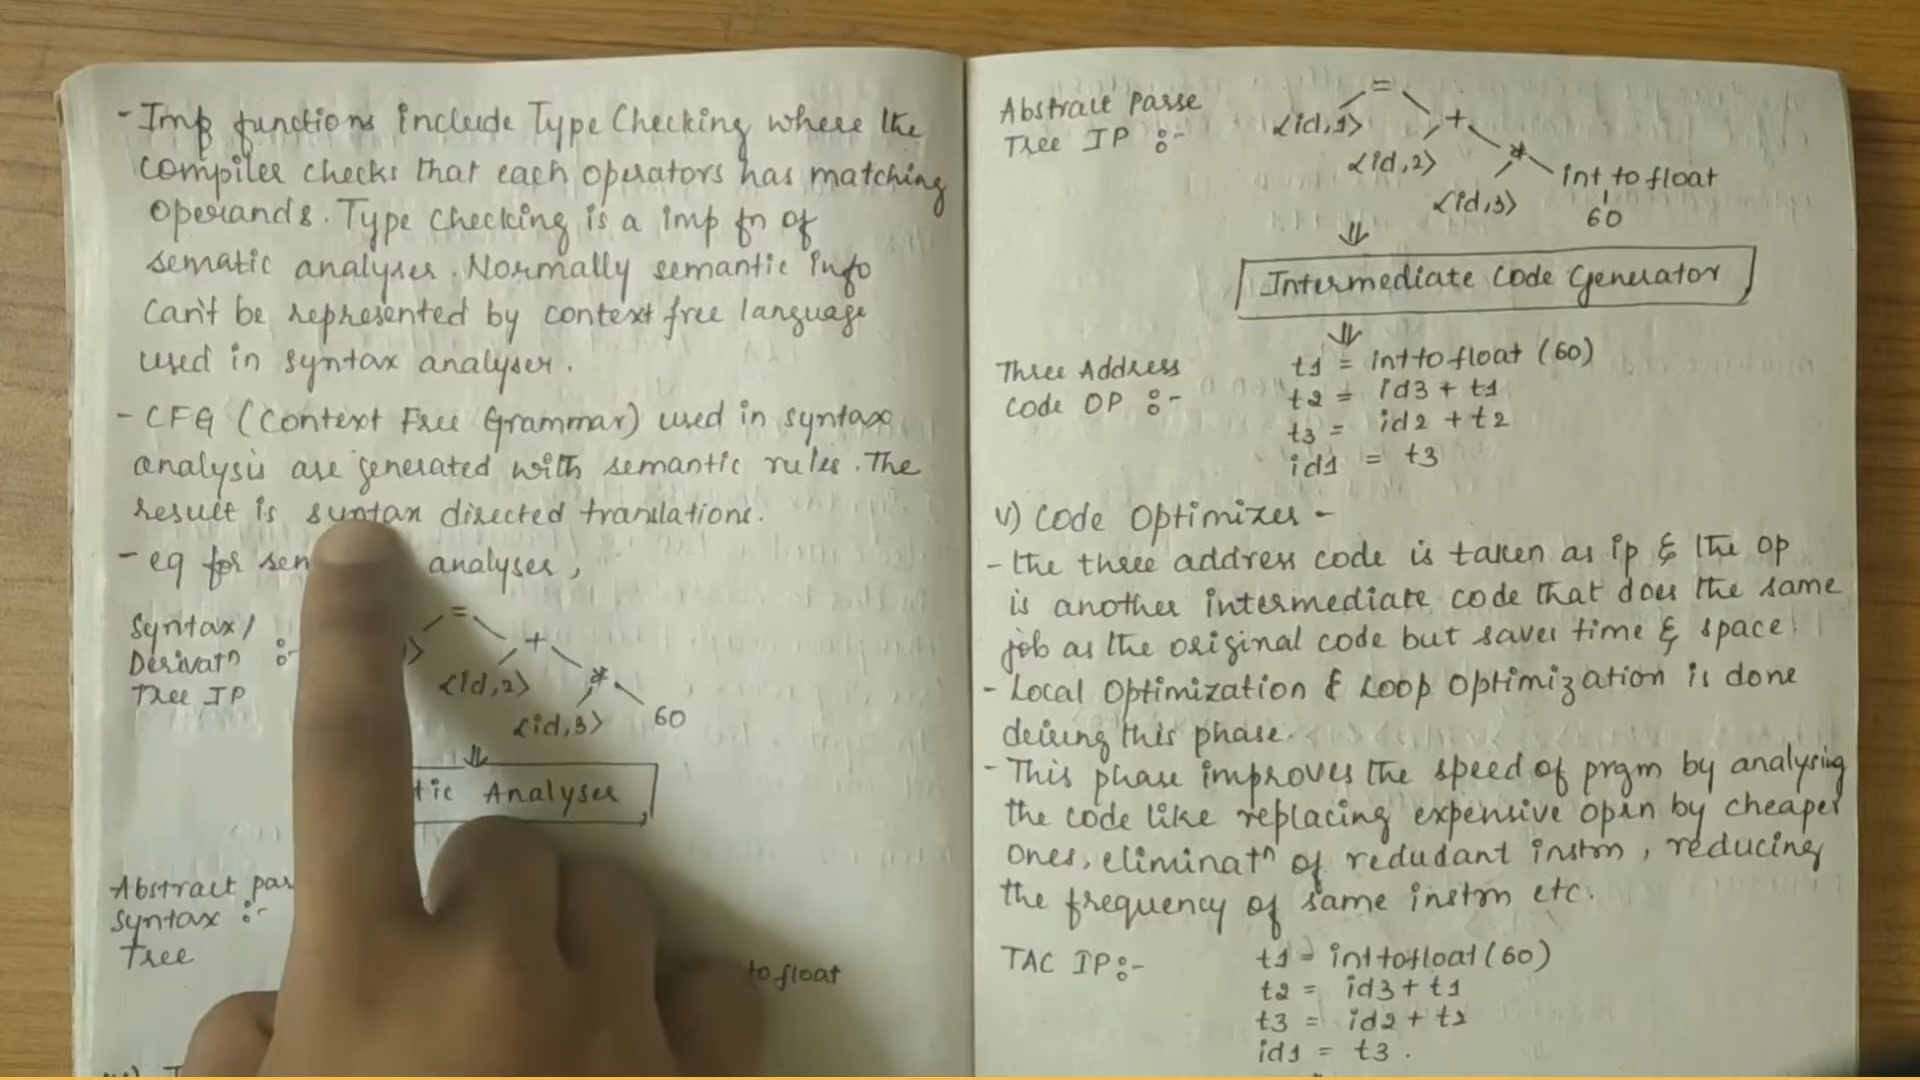 - Imp functions include Type Checking where the
compiler checks that each operators has matching
operands. Type checking is a imp fn of
sematic analyser. Normally semantic info
Can't be represented by context free language
used in syntax analyser.
- CFG (Context Free Grammar) used in syntax
analysis are generated with semantic rules. The
result is syntax directed translations.
- eg for sem analyser,
Syntax/
Derivatn :-
Tree IP
=
+
<id,2>
*
<id,3>
60
tic Analyser
Abstract par
Syntax :-
Tree
to float
Abstract Parse
Tree IP :-
=
<id,1>
+
<id,2>
*
<id,3>
int to float
60
Intermediate Code Generator
Three Address
Code OP :-
t1 = inttofloat (60)
t2 = id3 + t1
t3 = id2 + t2
id1 = t3
v) Code Optimizer -
- the three address code is taken as ip & the op
is another intermediate code that does the same
job as the original code but saves time & space
- Local Optimization & Loop Optimization is done
during this phase.
- This phase improves the speed of prgm by analysing
the code like replacing expensive oprn by cheaper
ones, eliminatn of redudant instrn, reducing
the frequency of same instrn etc.
TAC IP :-
t1 = inttofloat (60)
t2 = id3 + t1
t3 = id2 + t2
id1 = t3 .